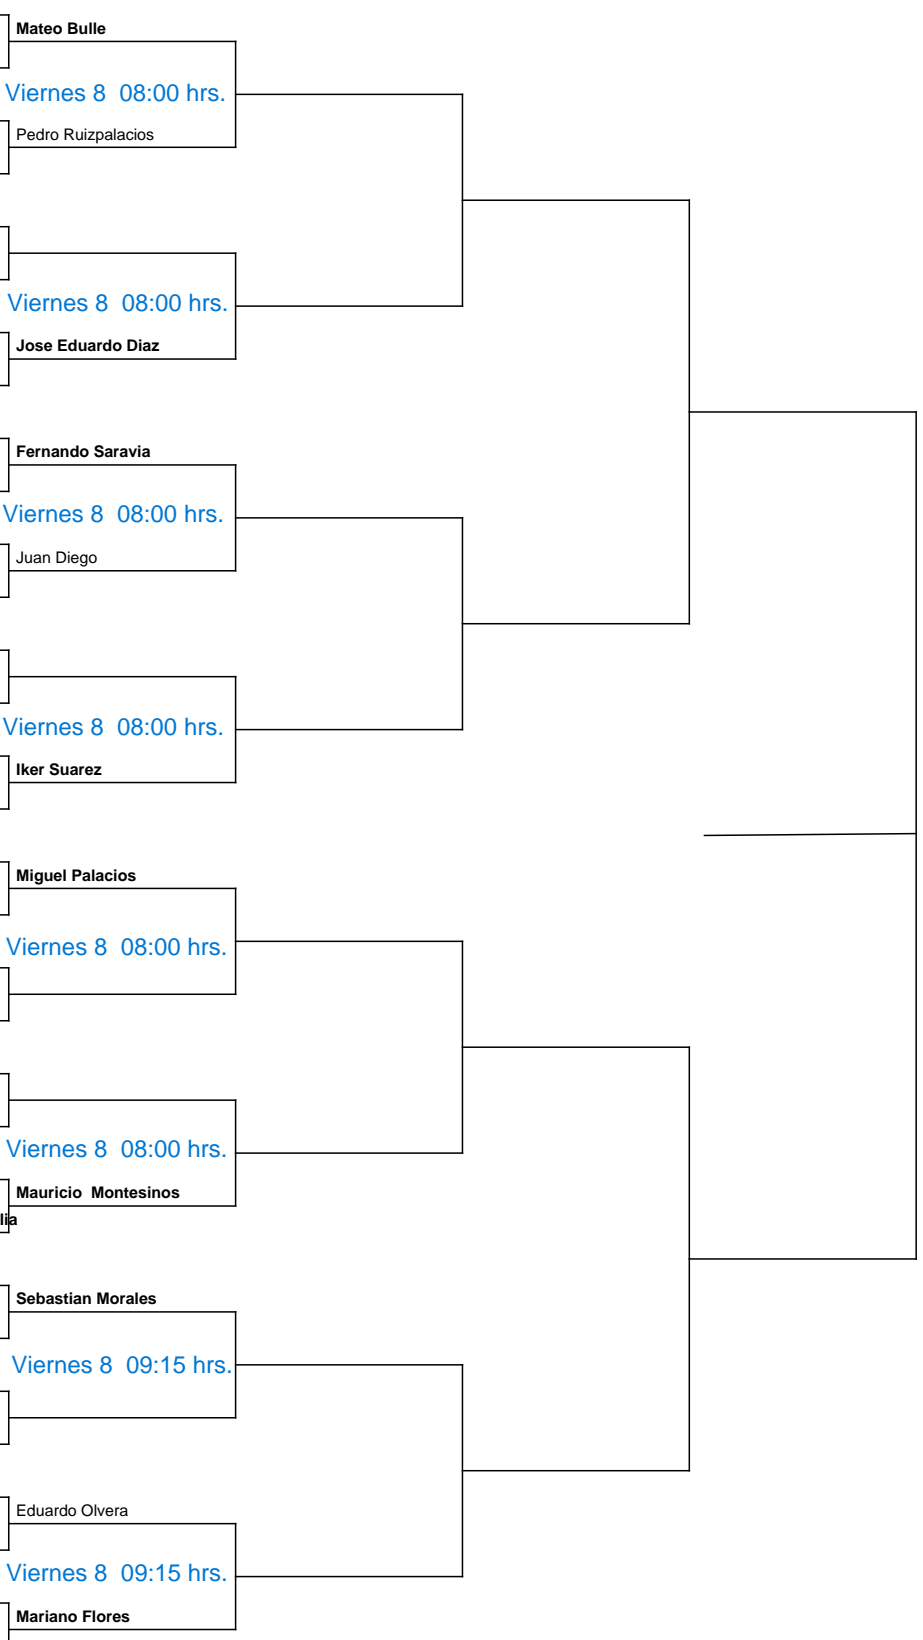 Mateo Bulle
Viernes 8  08:00 hrs.
Pedro Ruizpalacios
Viernes 8  08:00 hrs.
Jose Eduardo Diaz
Fernando Saravia
Viernes 8  08:00 hrs.
Juan Diego
Viernes 8  08:00 hrs.
Iker Suarez
Miguel Palacios
Viernes 8  08:00 hrs.
Viernes 8  08:00 hrs.
Mauricio  Montesinos
lia
Sebastian Morales
Viernes 8  09:15 hrs.
Eduardo Olvera
Viernes 8  09:15 hrs.
Mariano Flores